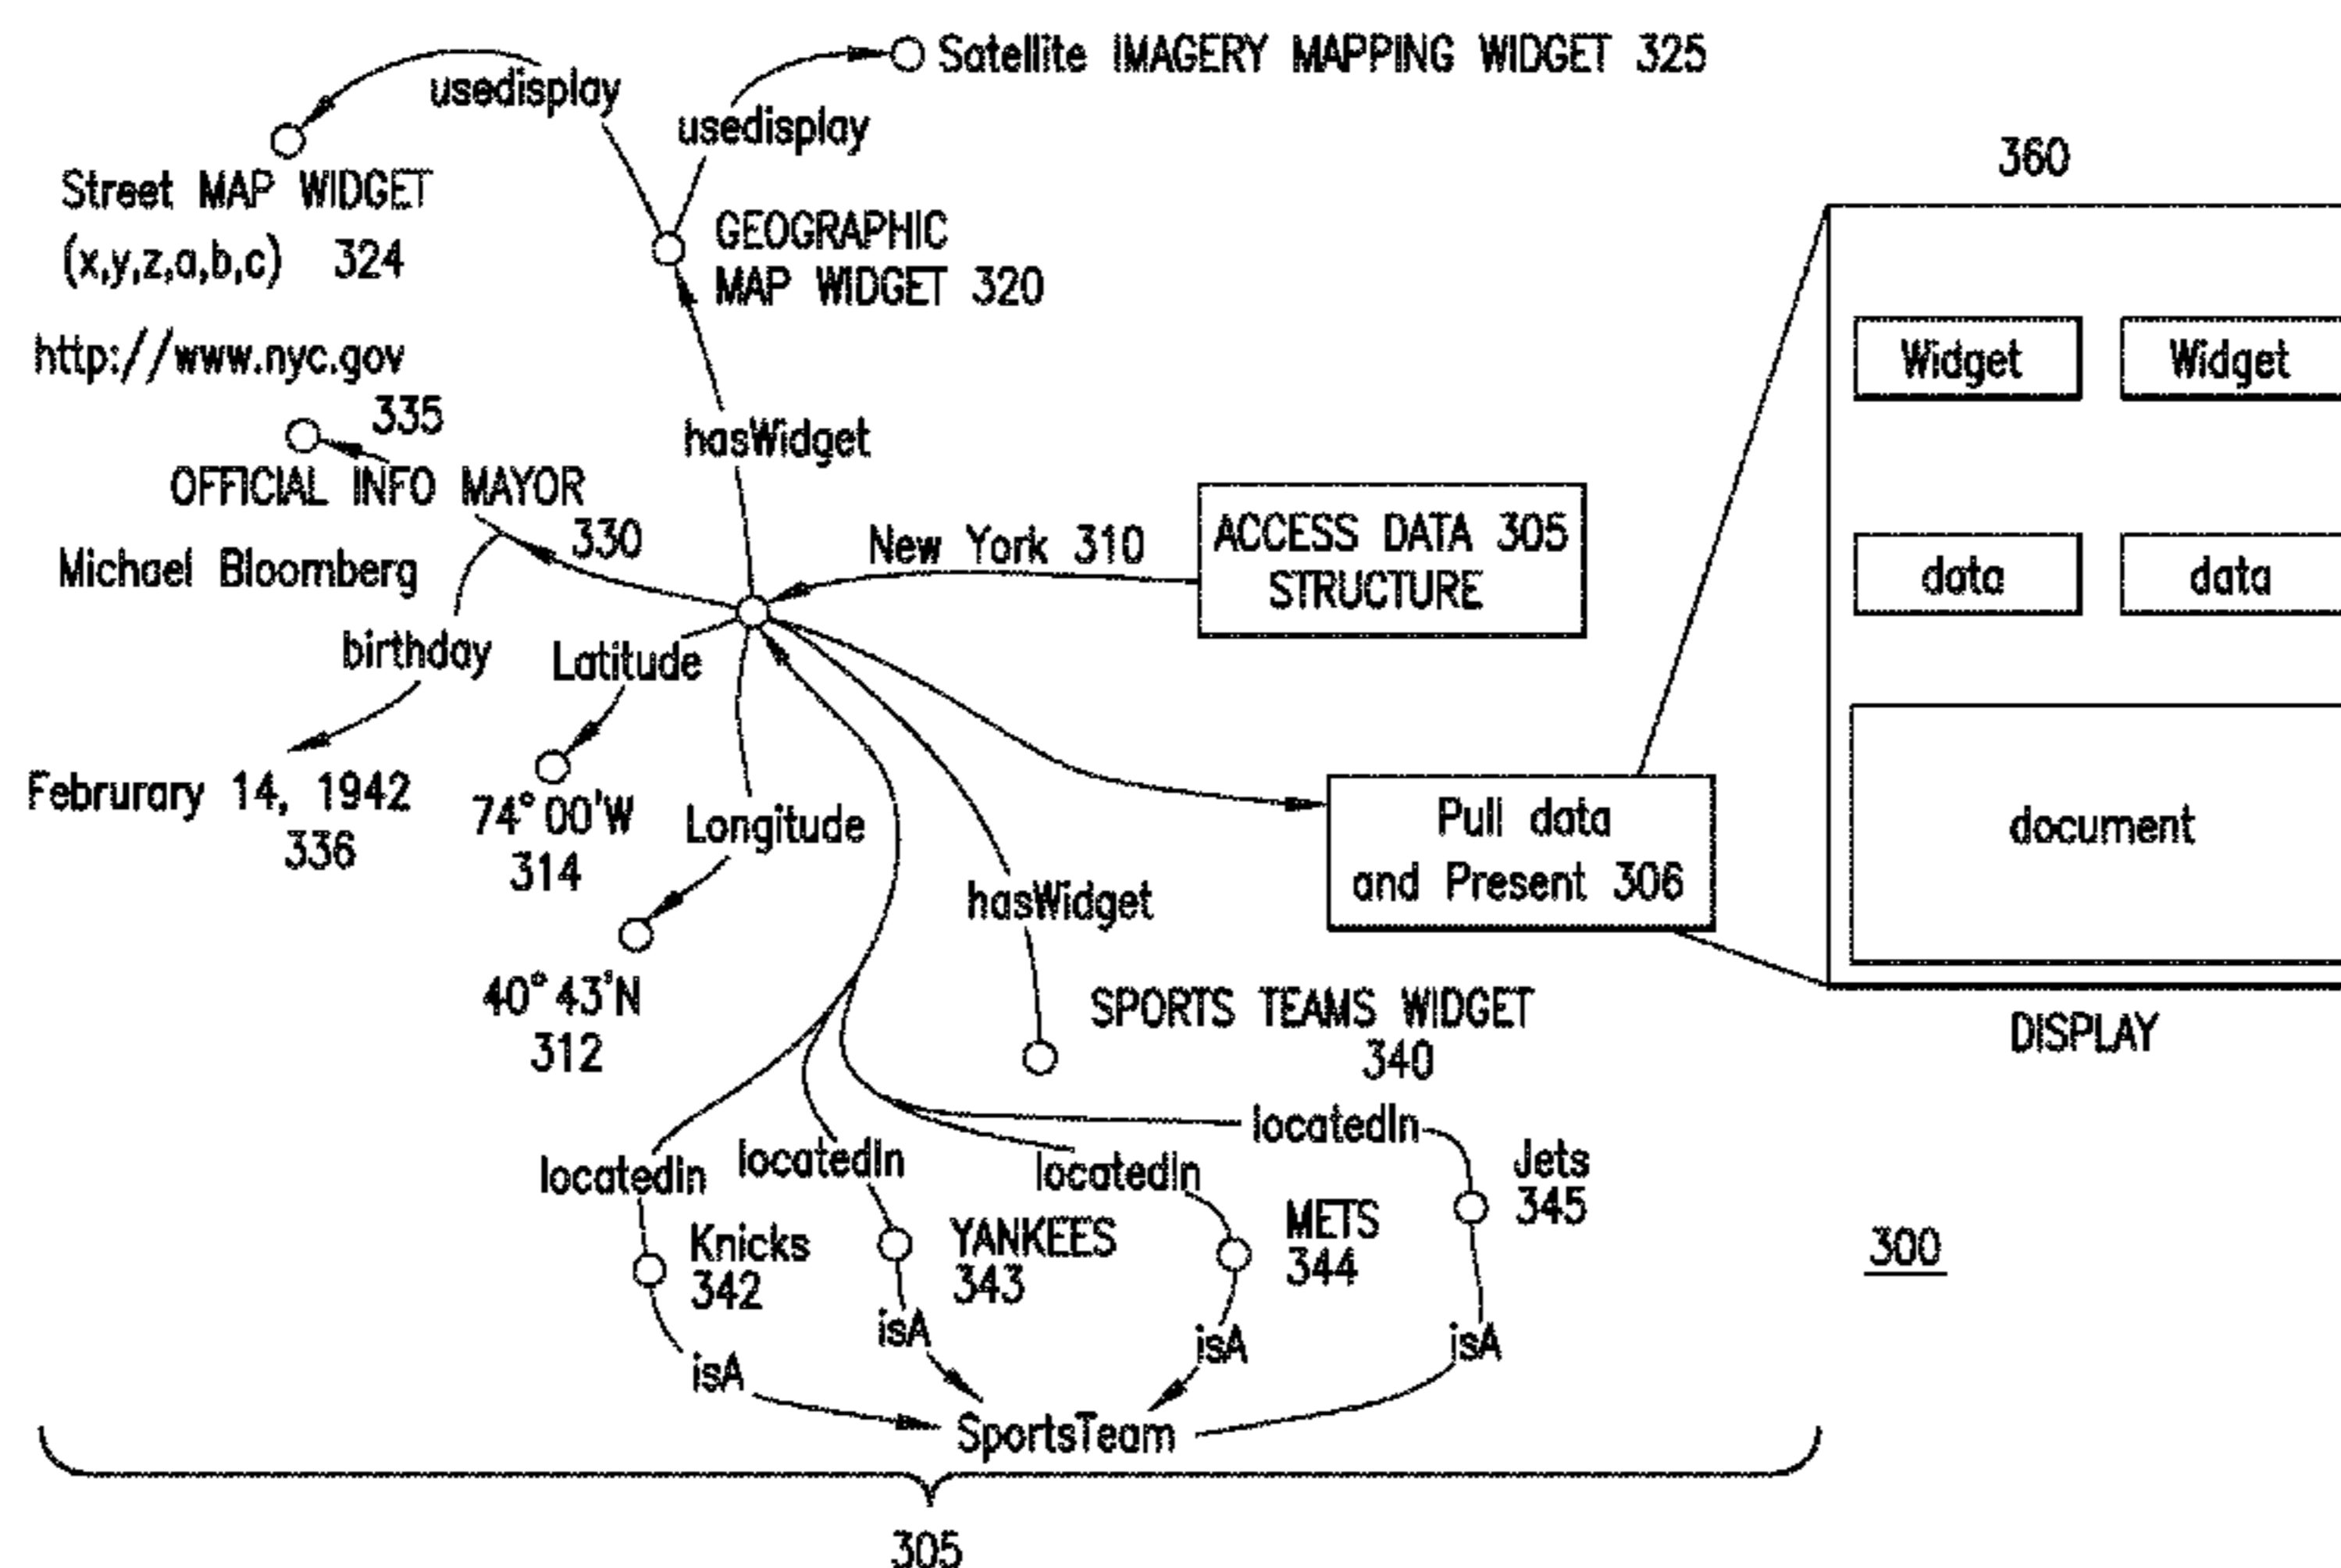 usedisplay
Satellite IMAGERY MAPPING WIDGET 325
usedisplay
Street MAP WIDGET
(x,y,z,a,b,c) 324
GEOGRAPHIC
MAP WIDGET 320
360
Widget
Widget
http://www.nyc.gov
335
hasWidget
OFFICIAL INFO MAYOR
330
Michael Bloomberg
New York 310
ACCESS DATA 305
STRUCTURE
data
data
birthday
Latitude
Februrary 14, 1942
336
74°00'W
314
Longitude
Pull data
and Present 306
document
hasWidget
40°43'N
312
SPORTS TEAMS WIDGET
340
DISPLAY
locatedIn
locatedIn
locatedIn
locatedIn
Knicks
342
YANKEES
343
METS
344
Jets
345
300
isA
isA
isA
isA
SportsTeam
305